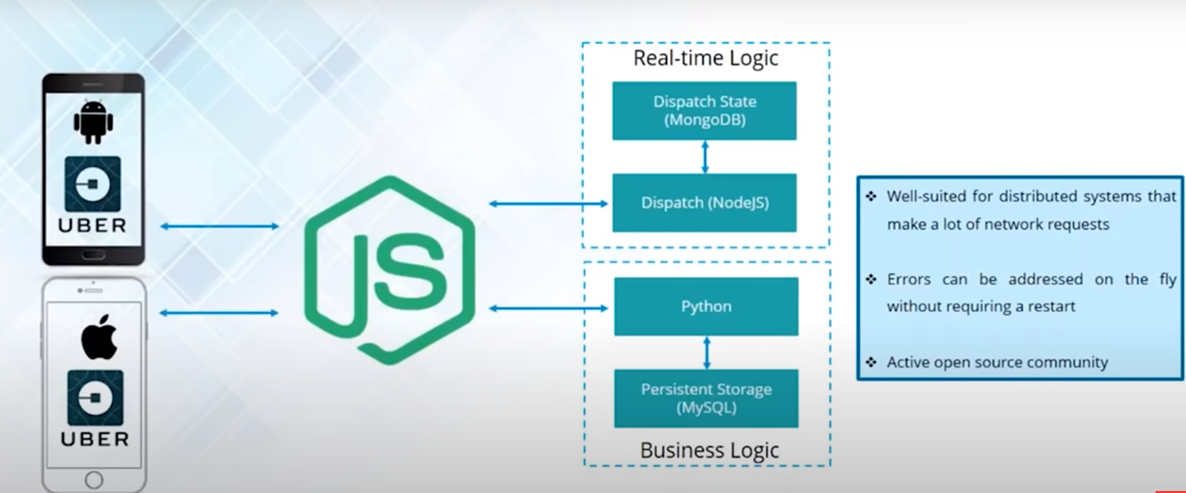 UBER
UBER
JS
Real-time Logic
Dispatch State
(MongoDB)
Dispatch (NodeJS)
Python
Persistent Storage
(MySQL)
Business Logic
❖ Well-suited for distributed systems that
make a lot of network requests
❖ Errors can be addressed on the fly
without requiring a restart
❖ Active open source community